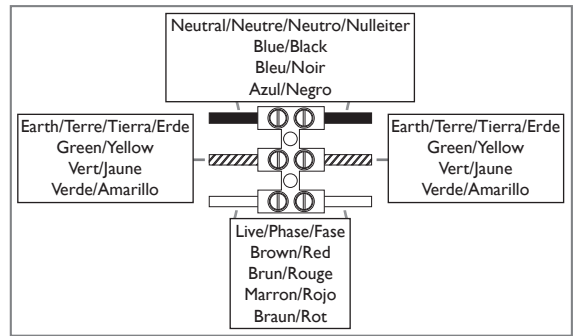 Neutral/Neutre/Neutro/Nulleiter
Blue/Black
Bleu/Noir
Azul/Negro
Earth/Terre/Tierra/Erde
Green/Yellow
Vert/Jaune
Verde/Amarillo
Earth/Terre/Tierra/Erde
Green/Yellow
Vert/Jaune
Verde/Amarillo
Live/Phase/Fase
Brown/Red
Brun/Rouge
Marron/Rojo
Braun/Rot